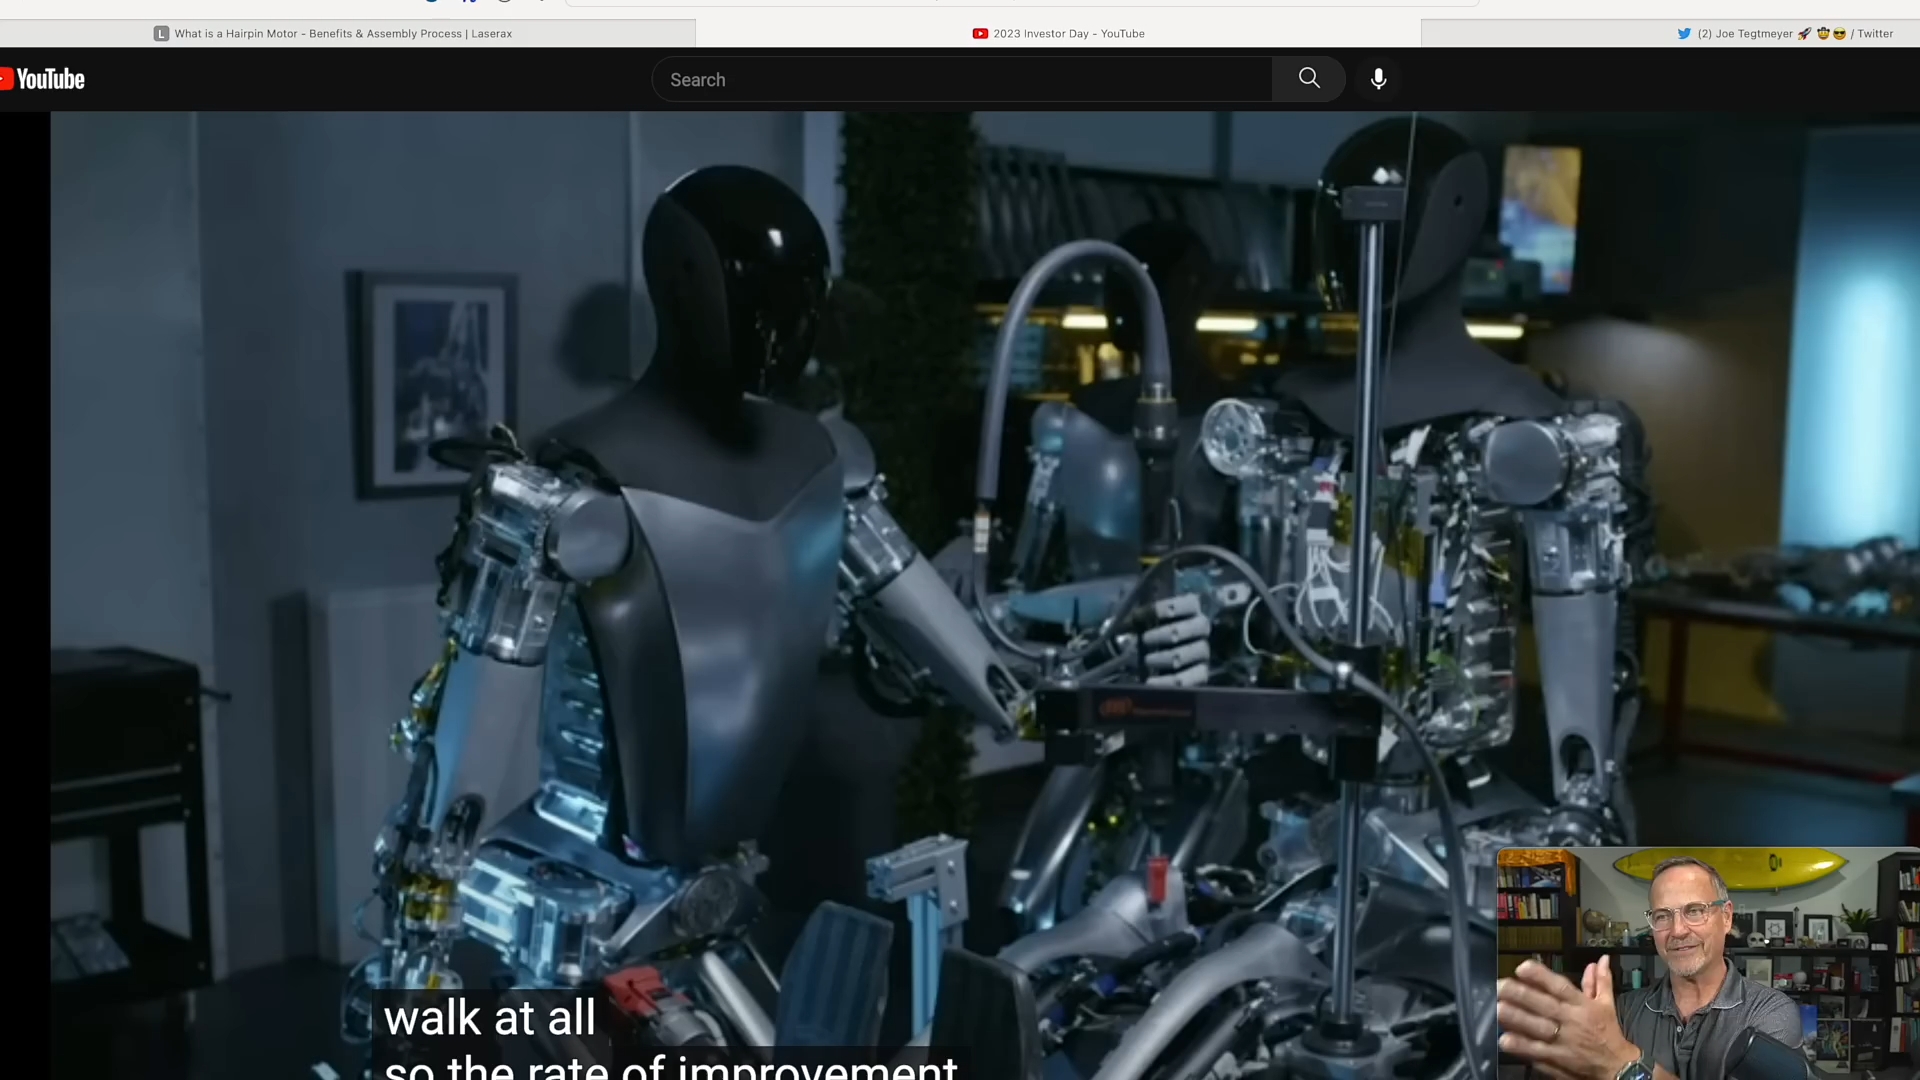 L What is a Hairpin Motor - Benefits & Assembly Process | Laserax
2023 Investor Day - YouTube
(2) Joe Tegtmeyer 🚀 🤠 😎 / Twitter
YouTube
Search
walk at all
so the rate of improvement